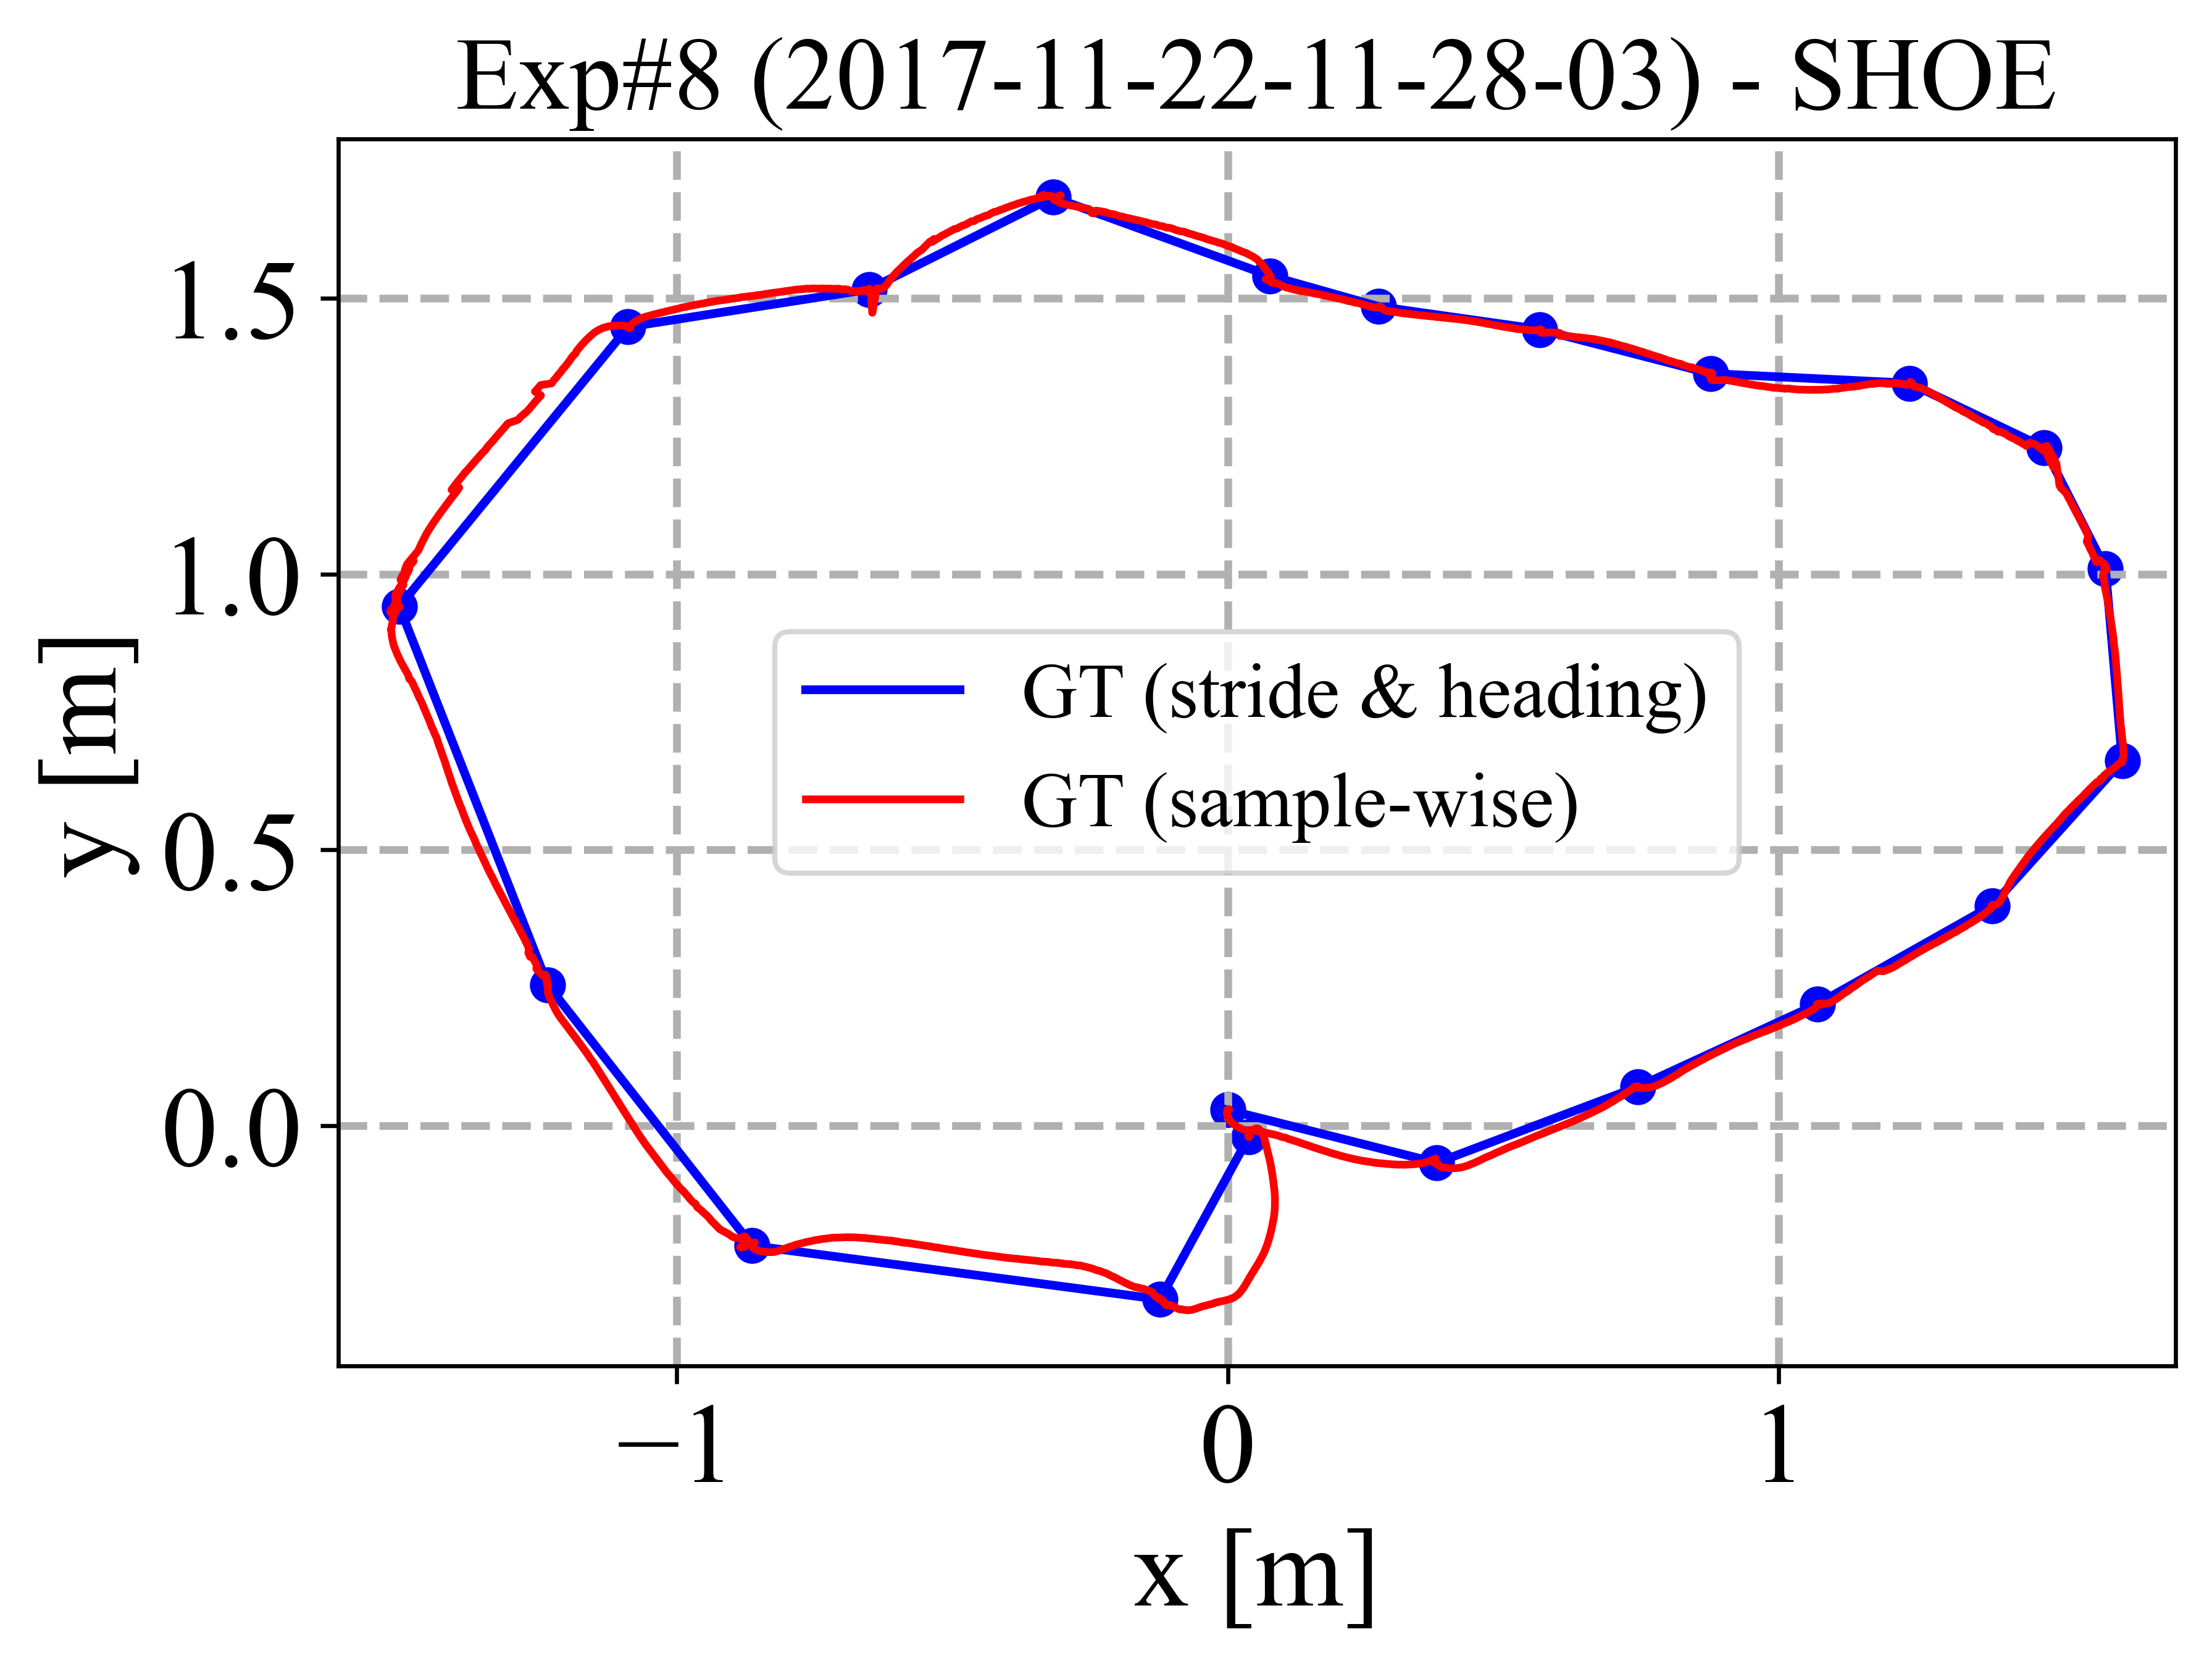 Exp#8 (2017-11-22-11-28-03) - SHOE
1.5
1.0
0.5
0.0
y [m]
GT (stride & heading)
GT (sample-wise)
−1 0 1
x [m]